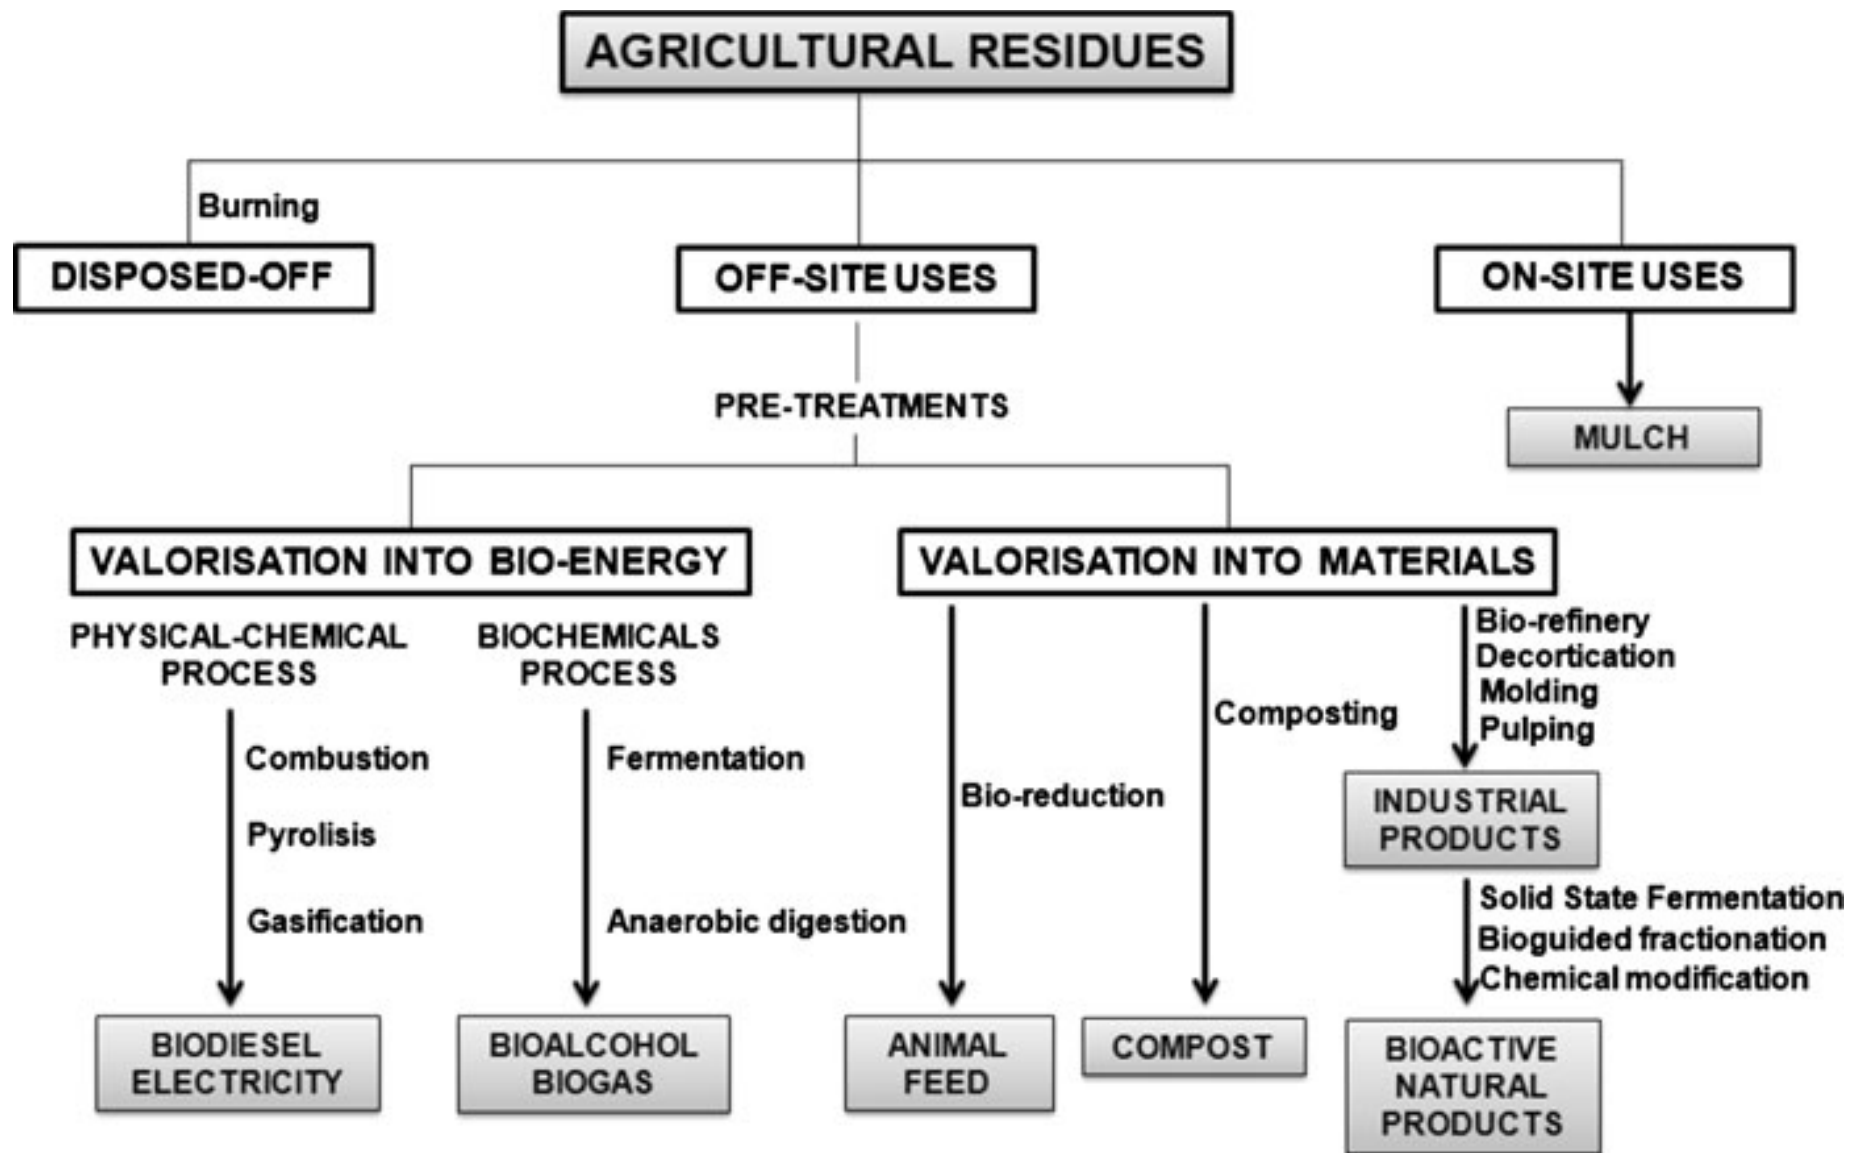 AGRICULTURAL RESIDUES
Burning
DISPOSED-OFF
OFF-SITE USES
ON-SITE USES
PRE-TREATMENTS
MULCH
VALORISATION INTO BIO-ENERGY
VALORISATION INTO MATERIALS
PHYSICAL-CHEMICAL
PROCESS
BIOCHEMICALS
PROCESS
Combustion
Pyrolisis
Gasification
Fermentation
Anaerobic digestion
Bio-reduction
Composting
Bio-refinery
Decortication
Molding
Pulping
INDUSTRIAL
PRODUCTS
Solid State Fermentation
Bioguided fractionation
Chemical modification
BIODIESEL
ELECTRICITY
BIOALCOHOL
BIOGAS
ANIMAL
FEED
COMPOST
BIOACTIVE
NATURAL
PRODUCTS